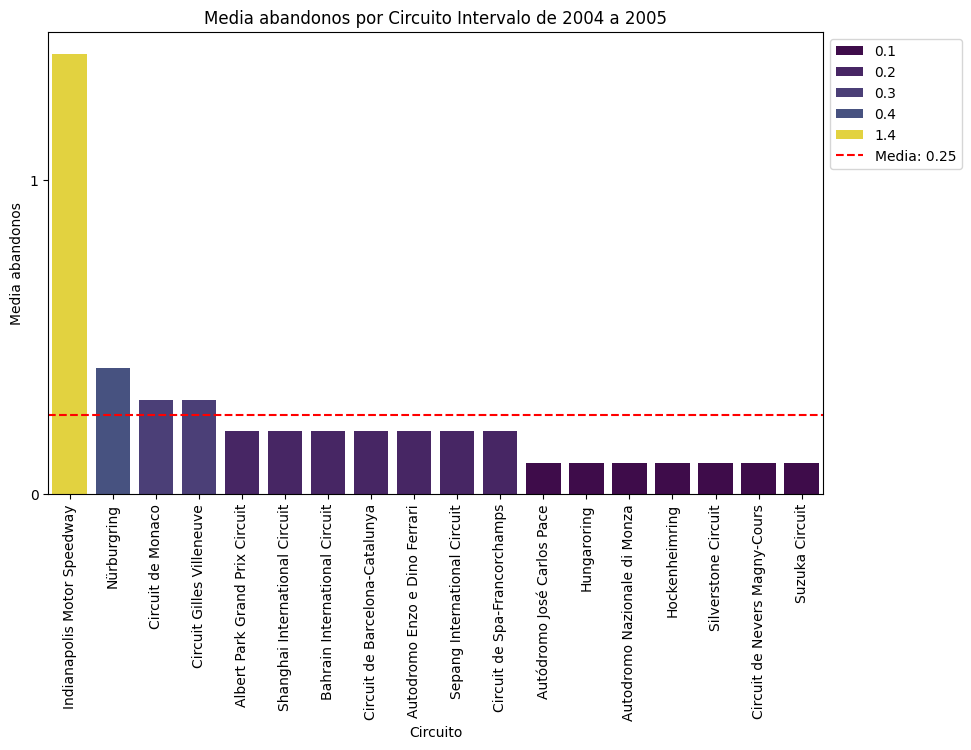 Media abandonos por Circuito Intervalo de 2004 a 2005
0.1
0.2
0.3
0.4
1.4
Media: 0.25
Media abandonos
1
0
Indianapolis Motor Speedway
Nürburgring
Circuit de Monaco
Circuit Gilles Villeneuve
Albert Park Grand Prix Circuit
Shanghai International Circuit
Bahrain International Circuit
Circuit de Barcelona-Catalunya
Autodromo Enzo e Dino Ferrari
Sepang International Circuit
Circuit de Spa-Francorchamps
Autódromo José Carlos Pace
Hungaroring
Autodromo Nazionale di Monza
Hockenheimring
Silverstone Circuit
Circuit de Nevers Magny-Cours
Suzuka Circuit
Circuito